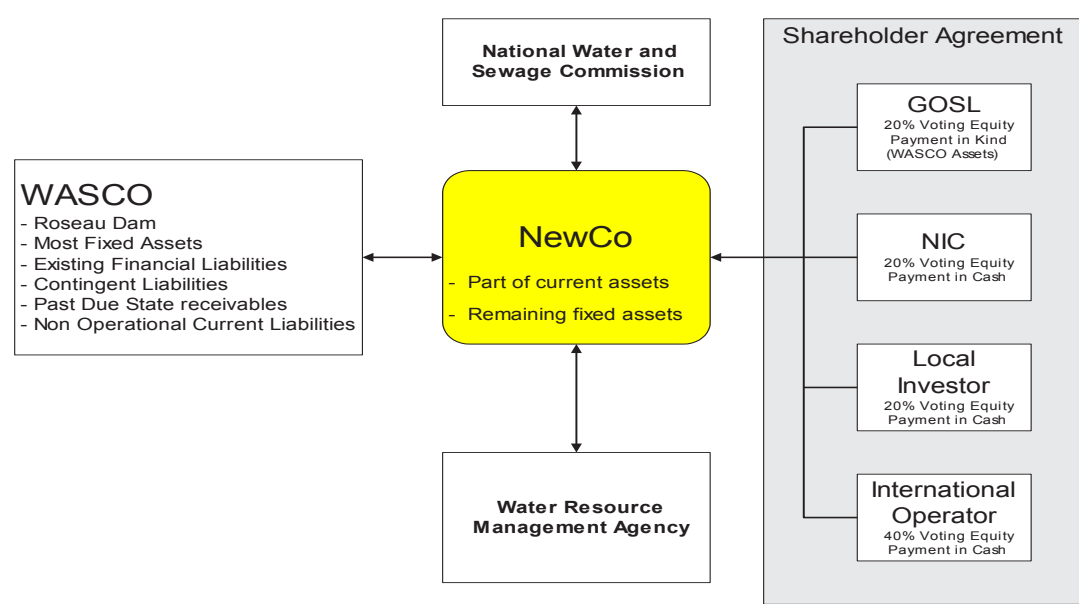 National Water and
Sewage Commission
Shareholder Agreement
GOSL
20% Voting Equity
Payment in Kind
(WASCO Assets)
WASCO
- Roseau Dam
- Most Fixed Assets
- Existing Financial Liabilities
- Contingent Liabilities
- Past Due State receivables
- Non Operational Current Liabilities
NewCo
- Part of current assets
- Remaining fixed assets
NIC
20% Voting Equity
Payment in Cash
Local
Investor
20% Voting Equity
Payment in Cash
Water Resource
Management Agency
International
Operator
40% Voting Equity
Payment in Cash